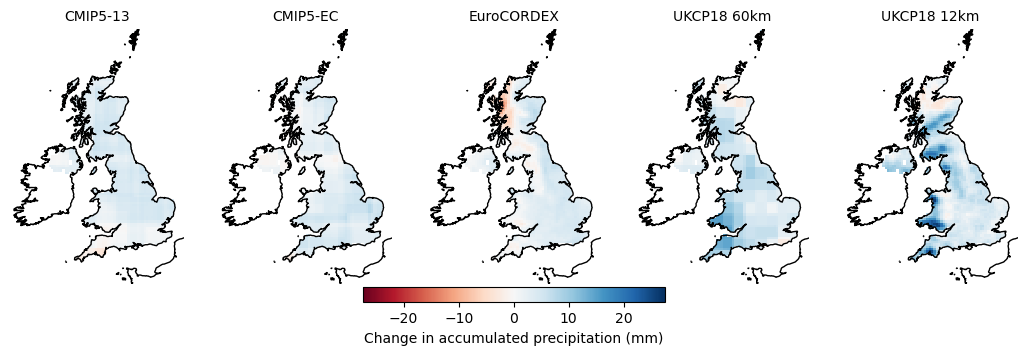 CMIP5-13 CMIP5-EC EuroCORDEX UKCP18 60km UKCP18 12km
−20 −10 0 10 20
Change in accumulated precipitation (mm)